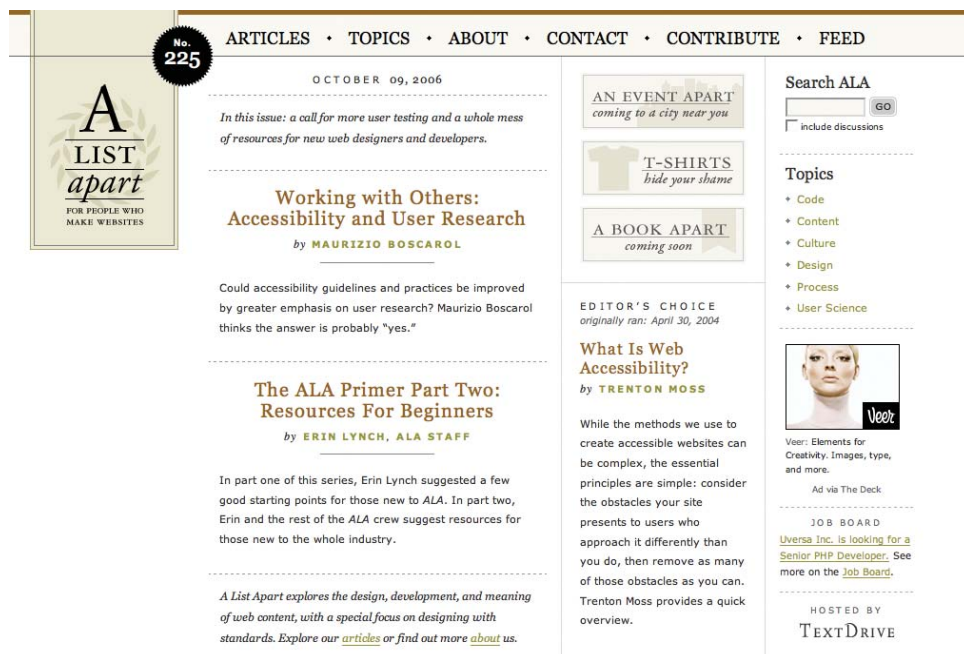 No.
225
ARTICLES • TOPICS • ABOUT • CONTACT • CONTRIBUTE • FEED
A
LIST
apart
FOR PEOPLE WHO
MAKE WEBSITES
OCTOBER 09, 2006
In this issue: a call for more user testing and a whole mess
of resources for new web designers and developers.
Working with Others:
Accessibility and User Research
by MAURIZIO BOSCAROL
Could accessibility guidelines and practices be improved
by greater emphasis on user research? Maurizio Boscarol
thinks the answer is probably “yes.”
The ALA Primer Part Two:
Resources For Beginners
by ERIN LYNCH, ALA STAFF
In part one of this series, Erin Lynch suggested a few
good starting points for those new to ALA. In part two,
Erin and the rest of the ALA crew suggest resources for
those new to the whole industry.
A List Apart explores the design, development, and meaning
of web content, with a special focus on designing with
standards. Explore our articles or find out more about us.
AN EVENT APART
coming to a city near you
T-SHIRTS
hide your shame
A BOOK APART
coming soon
EDITOR’S CHOICE
originally ran: April 30, 2004
What Is Web
Accessibility?
by TRENTON MOSS
While the methods we use to
create accessible websites can
be complex, the essential
principles are simple: consider
the obstacles your site
presents to users who
approach it differently than
you do, then remove as many
of those obstacles as you can.
Trenton Moss provides a quick
overview.
Search ALA
GO
include discussions
Topics
Code
Content
Culture
Design
Process
User Science
Veer
Veer: Elements for
Creativity. Images, type,
and more.
Ad via The Deck
JOB BOARD
Uversa Inc. is looking for a
Senior PHP Developer. See
more on the Job Board.
HOSTED BY
TEXTDRIVE